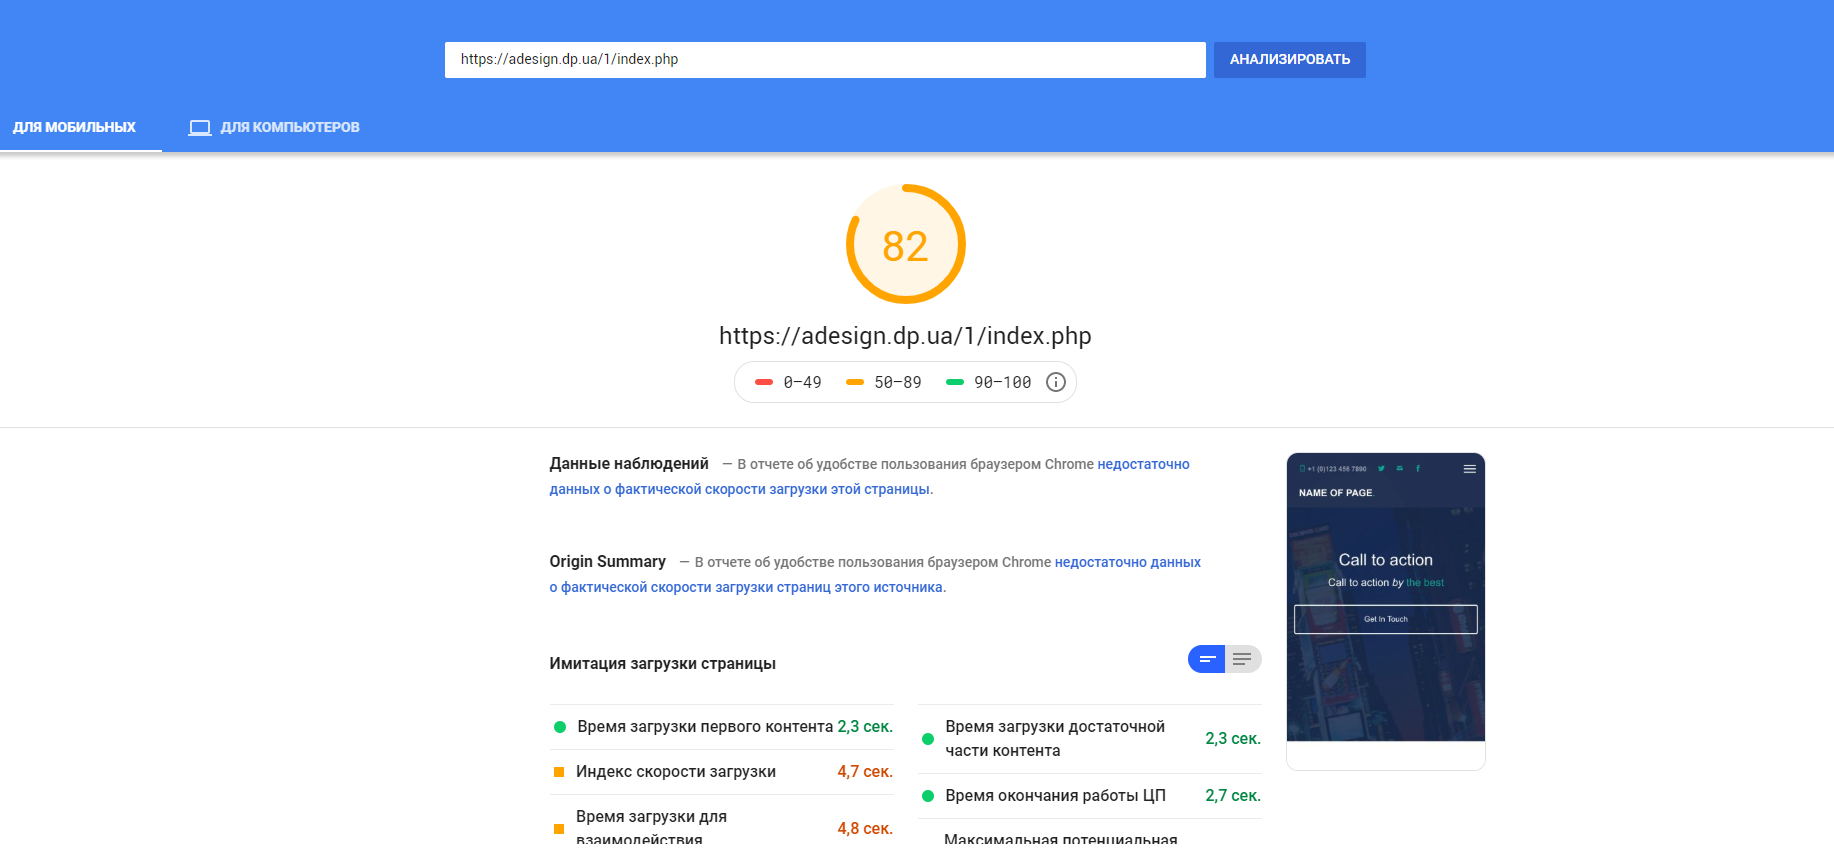 https://adesign.dp.ua/1/index.php
АНАЛИЗИРОВАТЬ
ДЛЯ МОБИЛЬНЫХ
ДЛЯ КОМПЬЮТЕРОВ
82
https://adesign.dp.ua/1/index.php
0–49 50–89 90–100
Данные наблюдений — В отчете об удобстве пользования браузером Chrome недостаточно
данных о фактической скорости загрузки этой страницы.
Origin Summary — В отчете об удобстве пользования браузером Chrome недостаточно данных
о фактической скорости загрузки страниц этого источника.
Имитация загрузки страницы
Время загрузки первого контента 2,3 сек.
Индекс скорости загрузки 4,7 сек.
Время загрузки для
взаимодействия 4,8 сек.
Время загрузки достаточной
части контента 2,3 сек.
Время окончания работы ЦП 2,7 сек.
Максимальная потенциальная
+1 (0)123 456 7890
NAME OF PAGE.
Call to action
Call to action by the best
Get In Touch